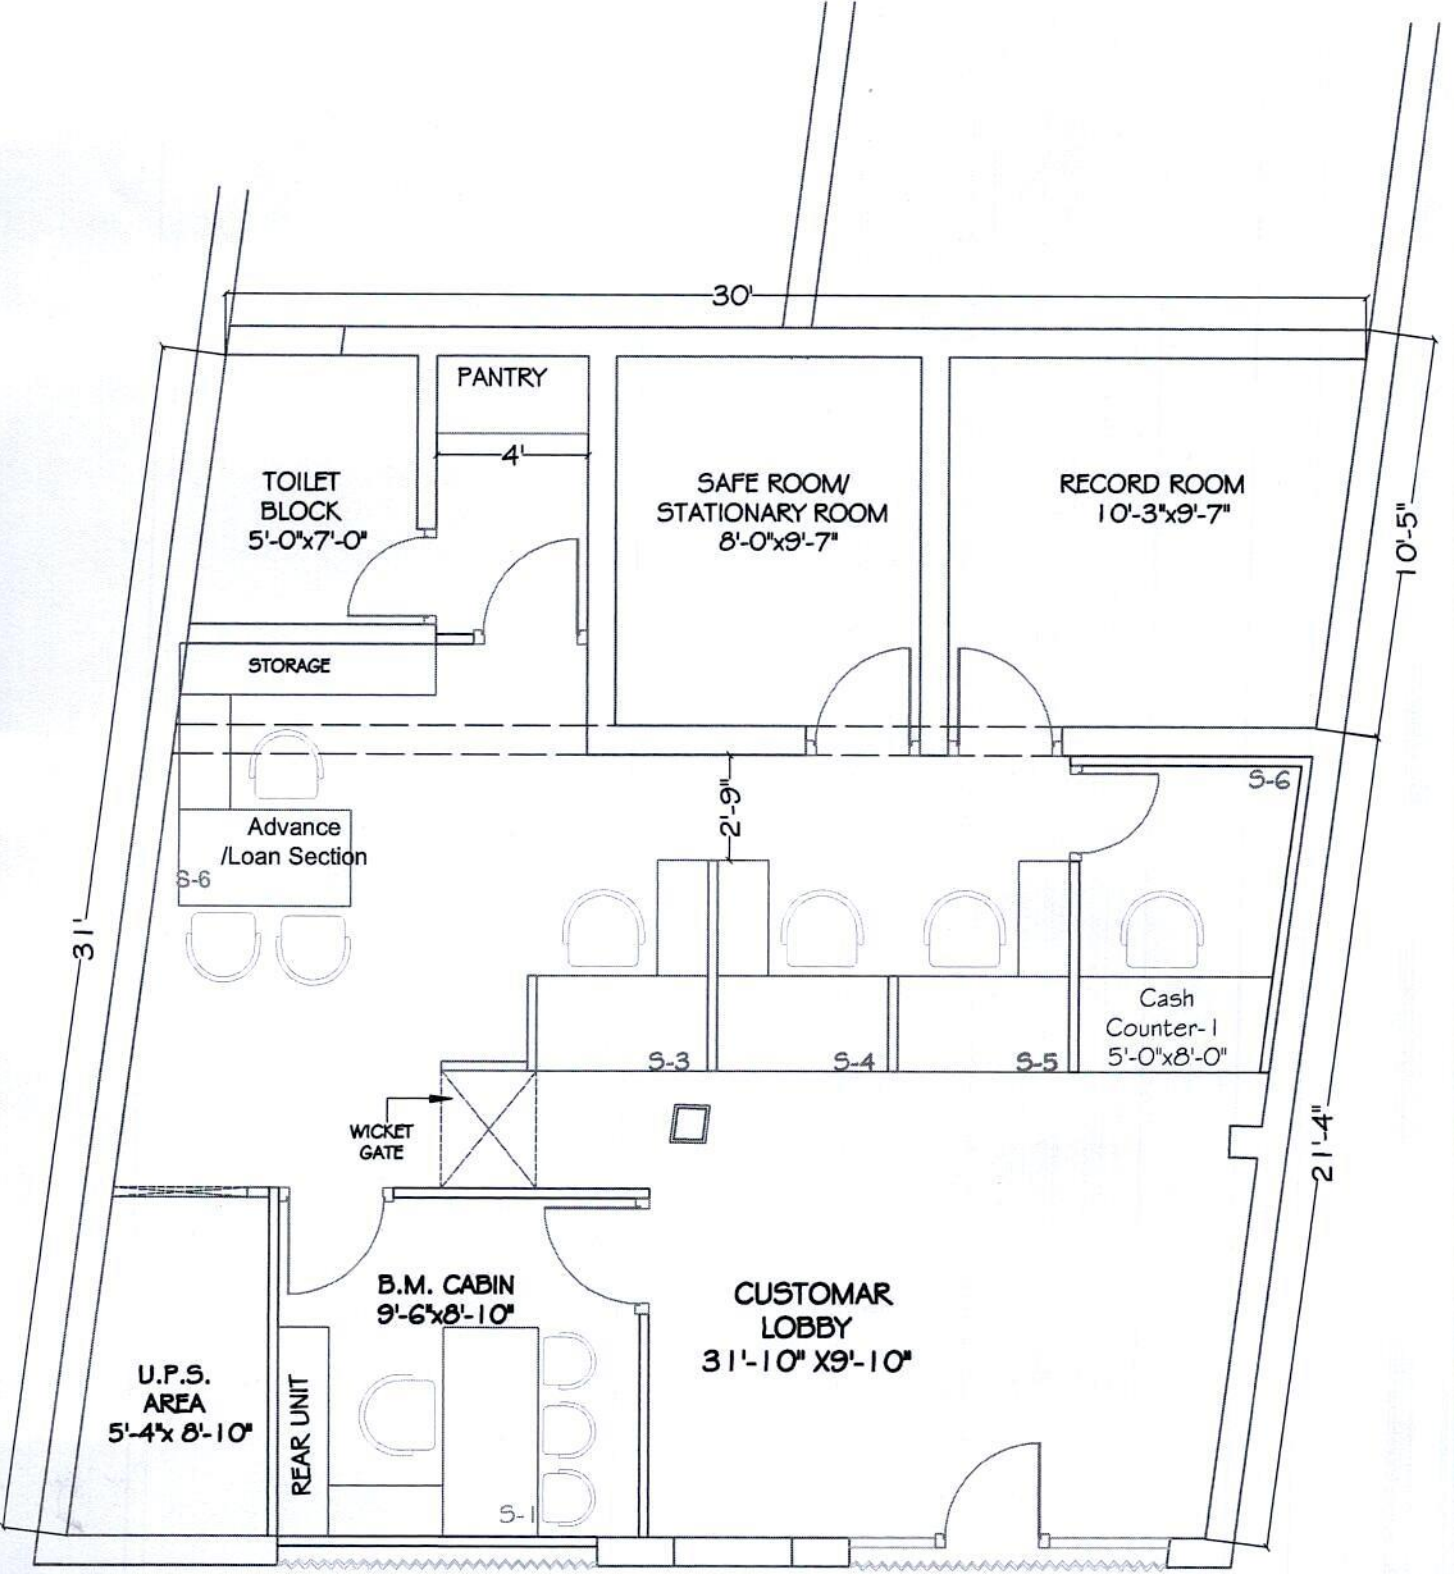 30'
PANTRY
4'
TOILET
BLOCK
5'-0"x7'-0"
SAFE ROOM/
STATIONARY ROOM
8'-0"x9'-7"
RECORD ROOM
10'-3"x9'-7"
10'-5"
STORAGE
S-6
2'-9"
Advance
/Loan Section
S-6
31'
Cash
Counter-1
5'-0"x8'-0"
S-3
S-4
S-5
WICKET
GATE
21'-4"
B.M. CABIN
9'-6"x8'-10"
CUSTOMAR
LOBBY
31'-10" X9'-10"
U.P.S.
AREA
5'-4"x 8'-10"
REAR UNIT
S-1